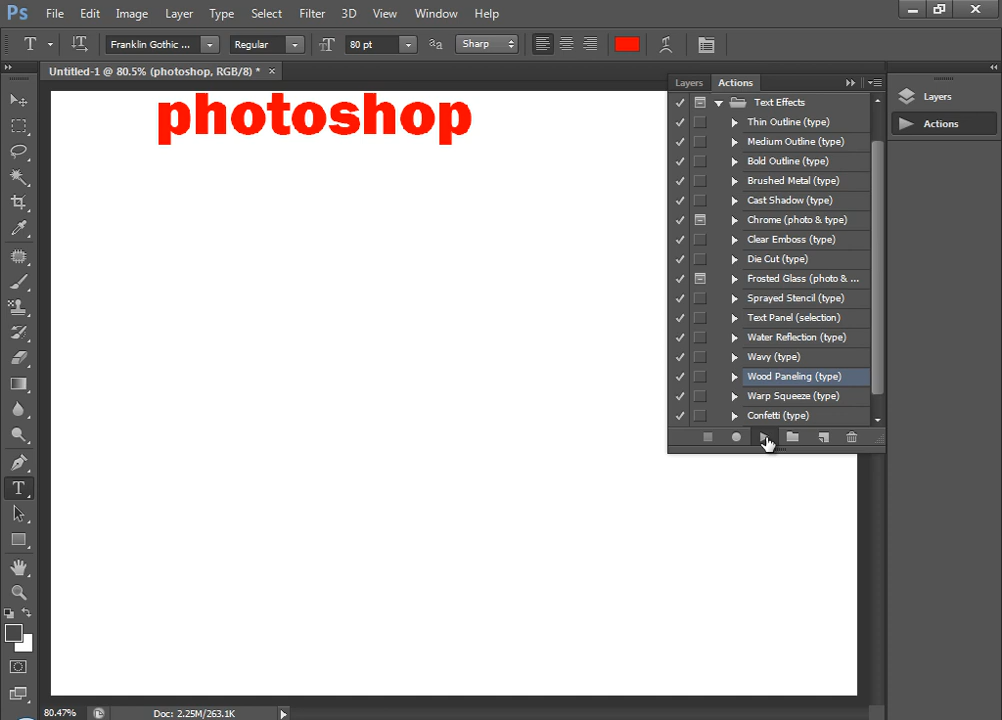 Ps File Edit Image Layer Type Select Filter 3D View Window Help
T Franklin Gothic ... Regular 80 pt aa Sharp
Untitled-1 @ 80.5% (photoshop, RGB/8) * ×
photoshop
Layers Actions
Text Effects
Thin Outline (type)
Medium Outline (type)
Bold Outline (type)
Brushed Metal (type)
Cast Shadow (type)
Chrome (photo & type)
Clear Emboss (type)
Die Cut (type)
Frosted Glass (photo & ...
Sprayed Stencil (type)
Text Panel (selection)
Water Reflection (type)
Wavy (type)
Wood Paneling (type)
Warp Squeeze (type)
Confetti (type)
Layers
Actions
80.47% Doc: 2.25M/263.1K